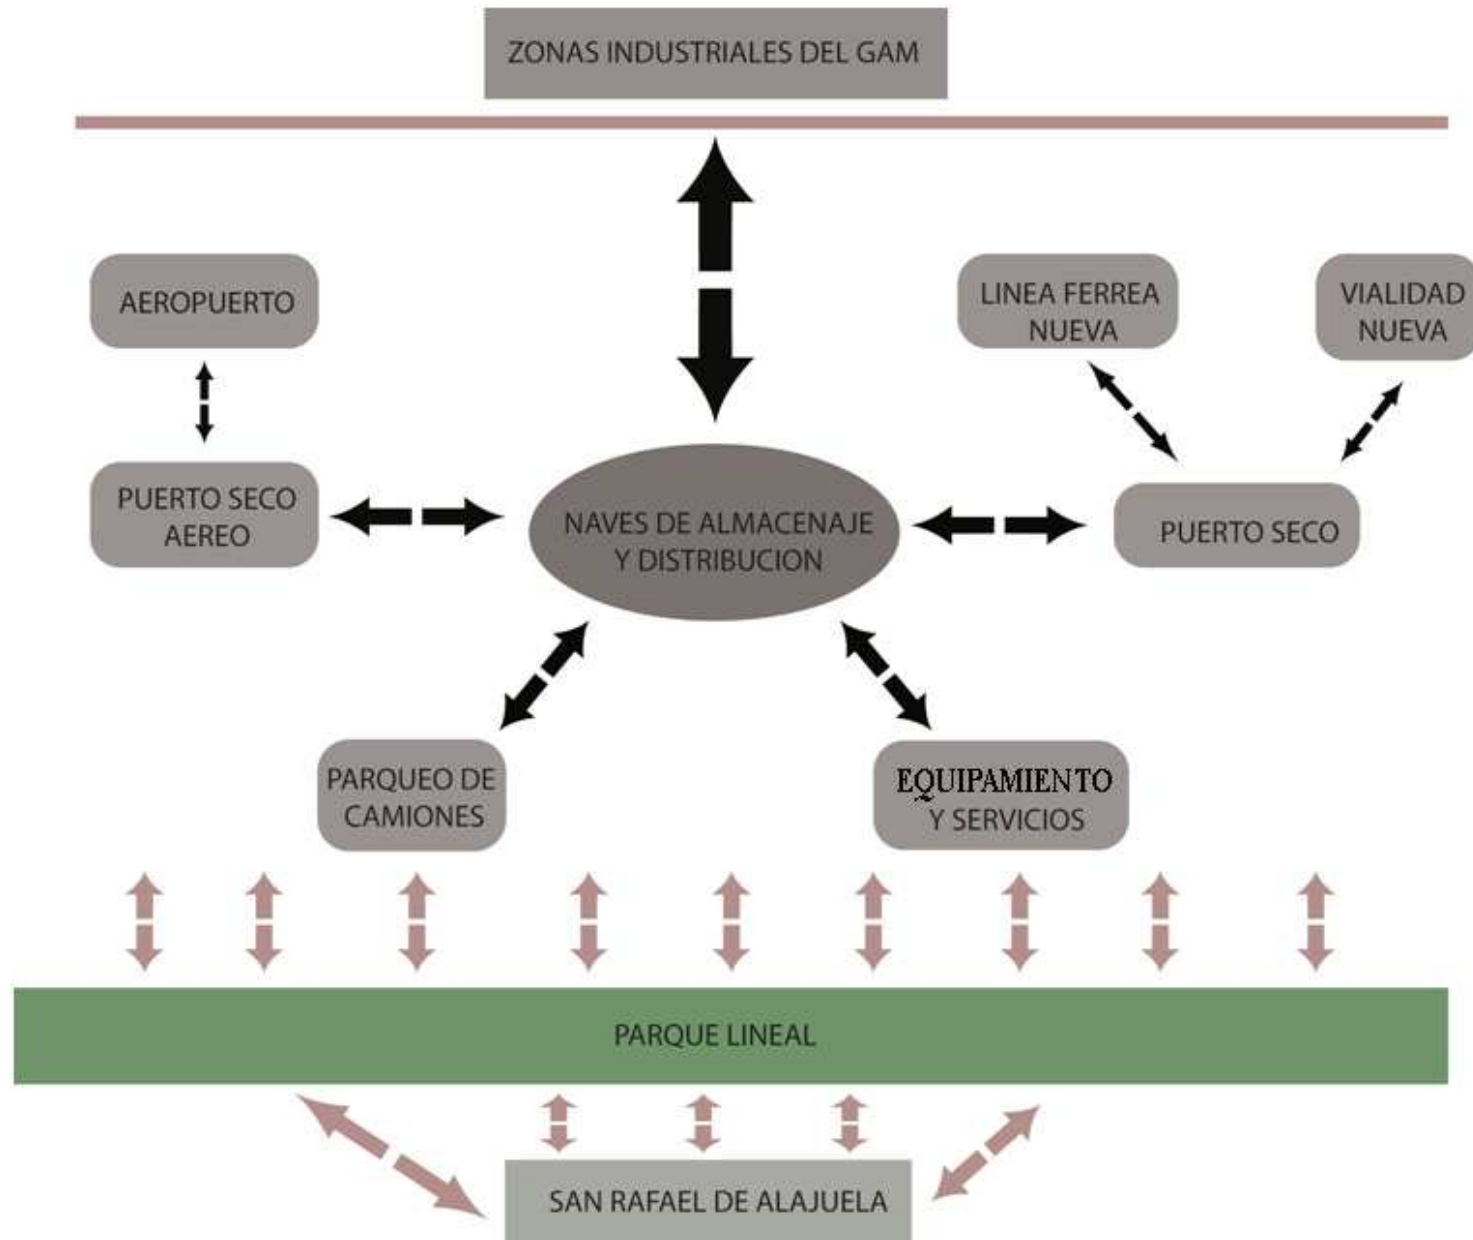 ZONAS INDUSTRIALES DEL GAM
AEROPUERTO
LINEA FERREA
NUEVA
VIALIDAD
NUEVA
PUERTO SECO
AEREO
NAVES DE ALMACENAJE
Y DISTRIBUCION
PUERTO SECO
PARQUEO DE
CAMIONES
EQUIPAMIENTO
Y SERVICIOS
PARQUE LINEAL
SAN RAFAEL DE ALAJUELA